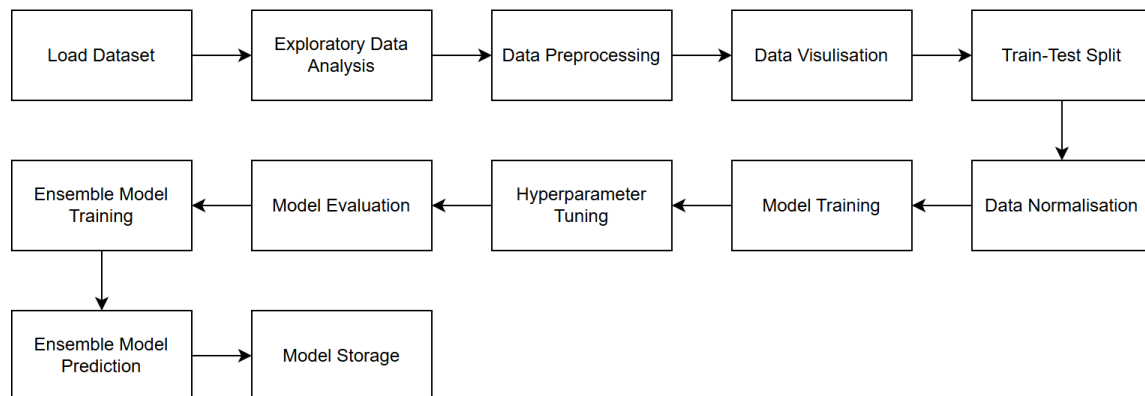 Load Dataset
Exploratory Data
Analysis
Data Preprocessing
Data Visulisation
Train-Test Split
Ensemble Model
Training
Model Evaluation
Hyperparameter
Tuning
Model Training
Data Normalisation
Ensemble Model
Prediction
Model Storage